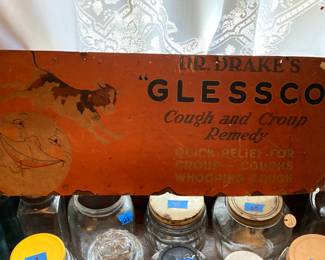 DR. DRAKE'S
"GLESSCO
Cough and Croup
Remedy
QUICK RELIEF FOR
CROUP - COUGHS
WHOOPING COUGH